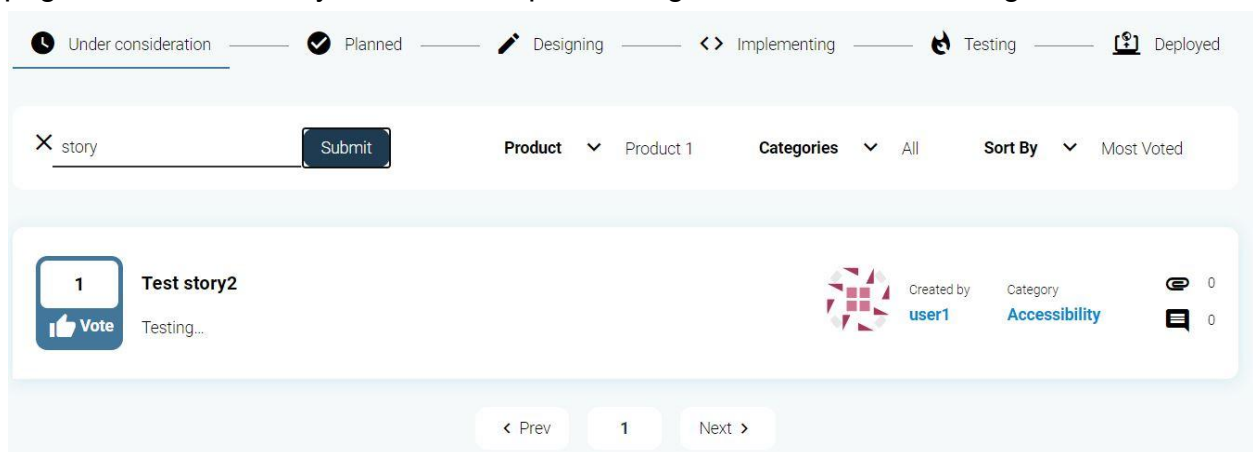 Under consideration Planned Designing Implementing Testing Deployed
story Submit Product Product 1 Categories All Sort By Most Voted
1 Test story2
Vote Testing...
Created by Category 0
user1 Accessibility 0
Prev 1 Next